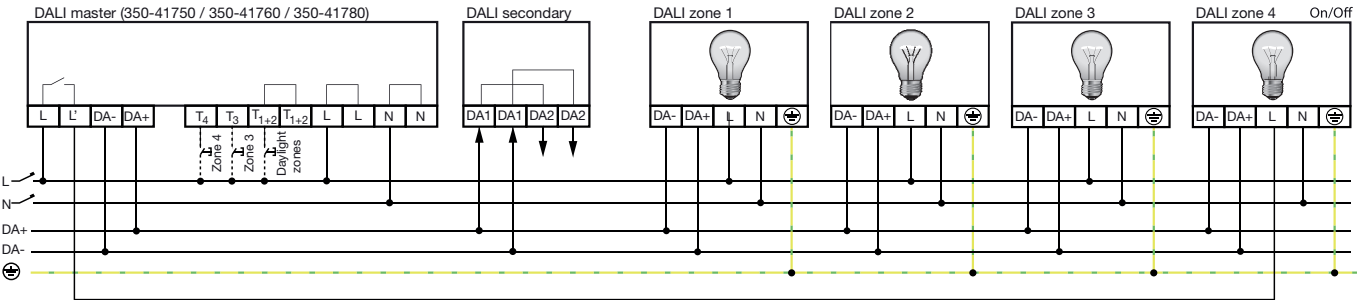 DALI master (350-41750 / 350-41760 / 350-41780)
DALI secondary
DALI zone 1
DALI zone 2
DALI zone 3
DALI zone 4
On/Off
L L' DA- DA+ T4 T3 T1+2 T1+2 L L N N
DA1 DA1 DA2 DA2
DA- DA+ L N
DA- DA+ L N
DA- DA+ L N
DA- DA+ L N
Zone 4
Zone 3
Daylight
zones
L
N
DA+
DA-